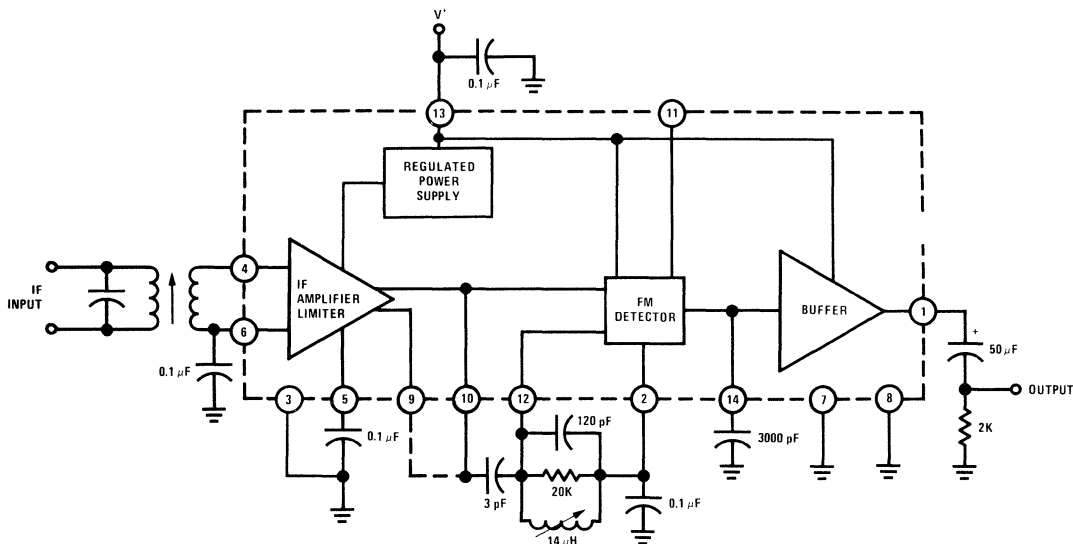 V+
0.1 μF
13
11
REGULATED
POWER
SUPPLY
IF
INPUT
4
6
IF
AMPLIFIER
LIMITER
FM
DETECTOR
BUFFER
1
+
50 μF
OUTPUT
2K
0.1 μF
3
5
9
10
12
2
14
7
8
0.1 μF
120 pF
3 pF
20K
14 μH
0.1 μF
3000 pF